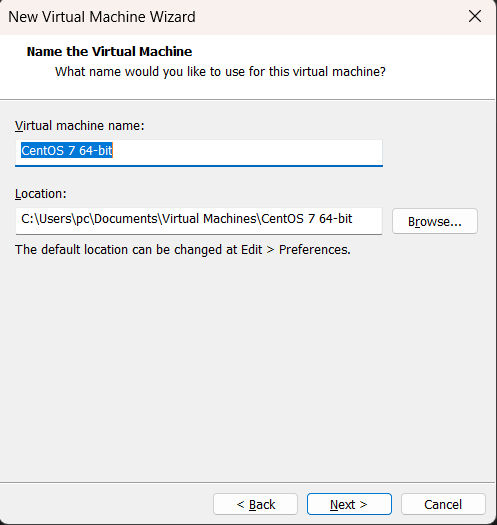 New Virtual Machine Wizard
Name the Virtual Machine
What name would you like to use for this virtual machine?
Virtual machine name:
CentOS 7 64-bit
Location:
C:\Users\pc\Documents\Virtual Machines\CentOS 7 64-bit
Browse...
The default location can be changed at Edit > Preferences.
< Back
Next >
Cancel